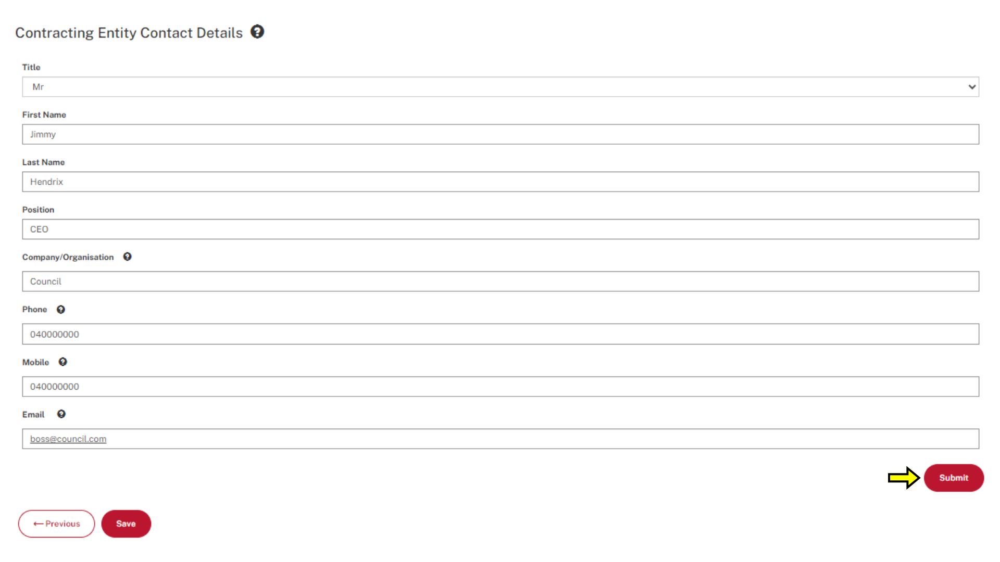 Contracting Entity Contact Details
Title
Mr
First Name
Jimmy
Last Name
Hendrix
Position
CEO
Company/Organisation
Council
Phone
040000000
Mobile
040000000
Email
boss@council.com
Submit
← Previous
Save